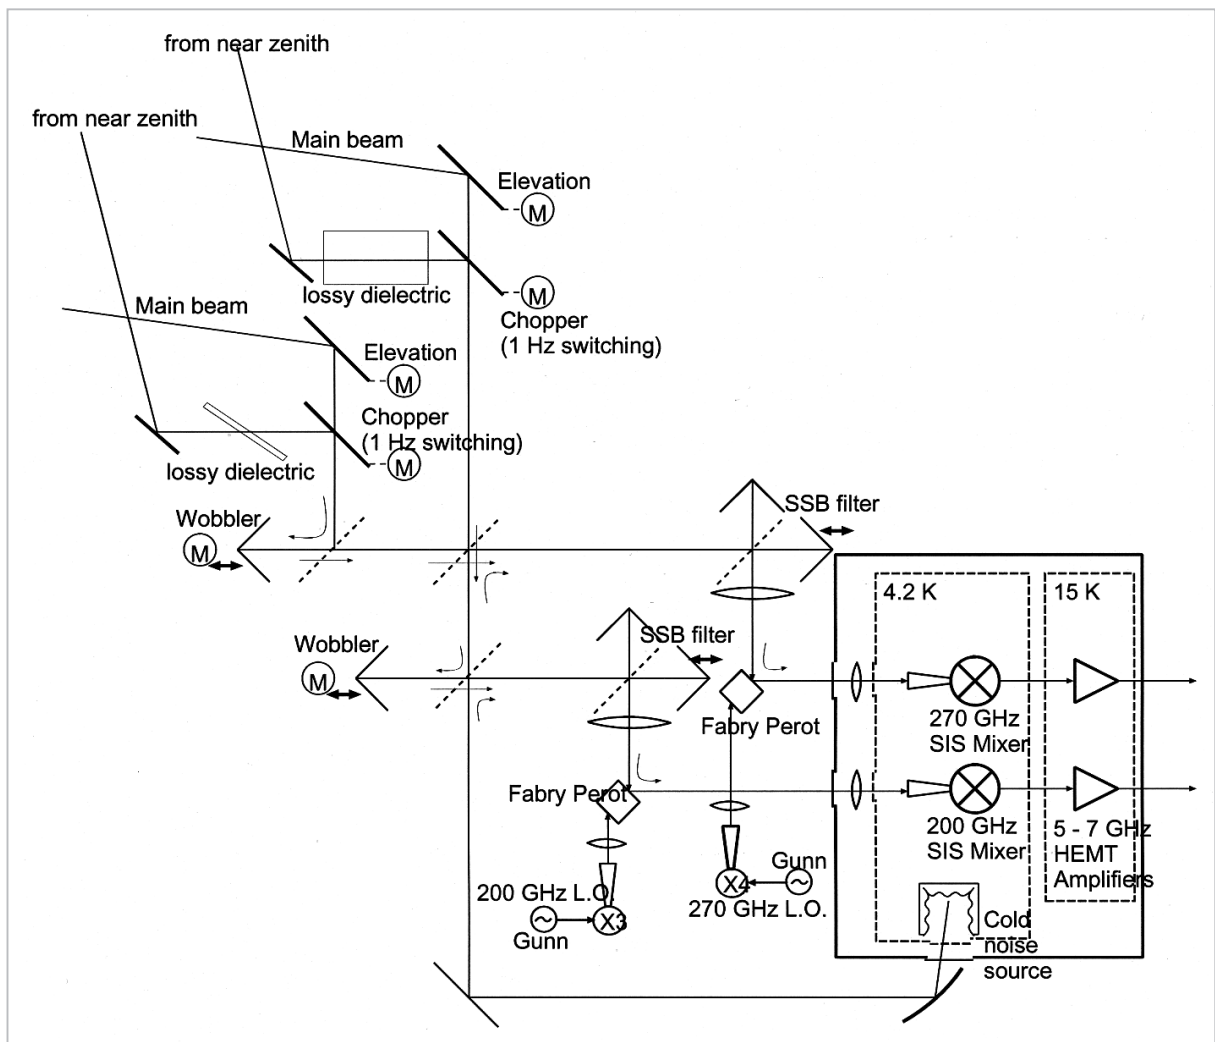 from near zenith
from near zenith
Main beam
Elevation
M
lossy dielectric
M
Chopper
(1 Hz switching)
Main beam
Elevation
M
Chopper
(1 Hz switching)
M
lossy dielectric
Wobbler
M
SSB filter
4.2 K
15 K
Wobbler
M
SSB filter
270 GHz
SIS Mixer
Fabry Perot
Fabry Perot
200 GHz
SIS Mixer
5 - 7 GHz
HEMT
Amplifiers
Gunn
X4
270 GHz L.O.
200 GHz L.O.
X3
Gunn
Cold
noise
source